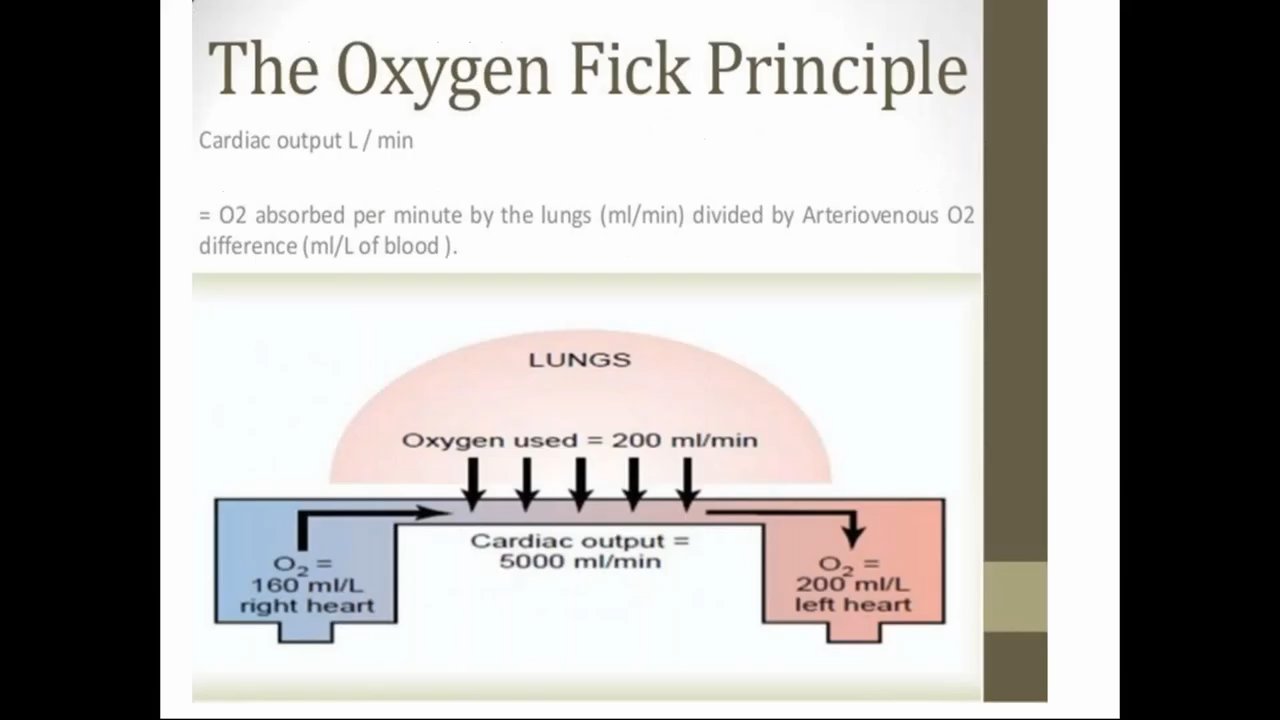 The Oxygen Fick Principle
Cardiac output L / min
= O2 absorbed per minute by the lungs (ml/min) divided by Arteriovenous O2
difference (ml/L of blood ).
LUNGS
Oxygen used = 200 ml/min
Cardiac output =
5000 ml/min
O₂ =
160 ml/L
right heart
O₂ =
200 ml/L
left heart